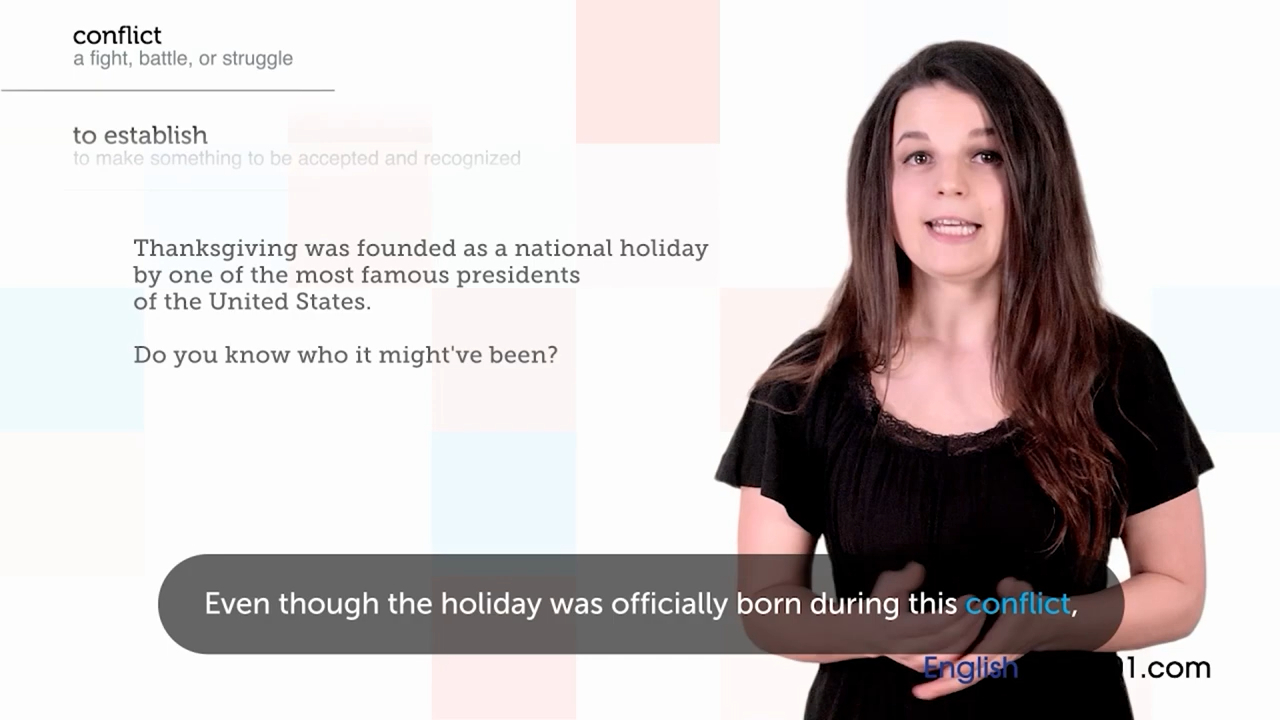 conflict
a fight, battle, or struggle
to establish
to make something to be accepted and recognized
Thanksgiving was founded as a national holiday
by one of the most famous presidents
of the United States.
Do you know who it might've been?
Even though the holiday was officially born during this conflict,
English 1.com